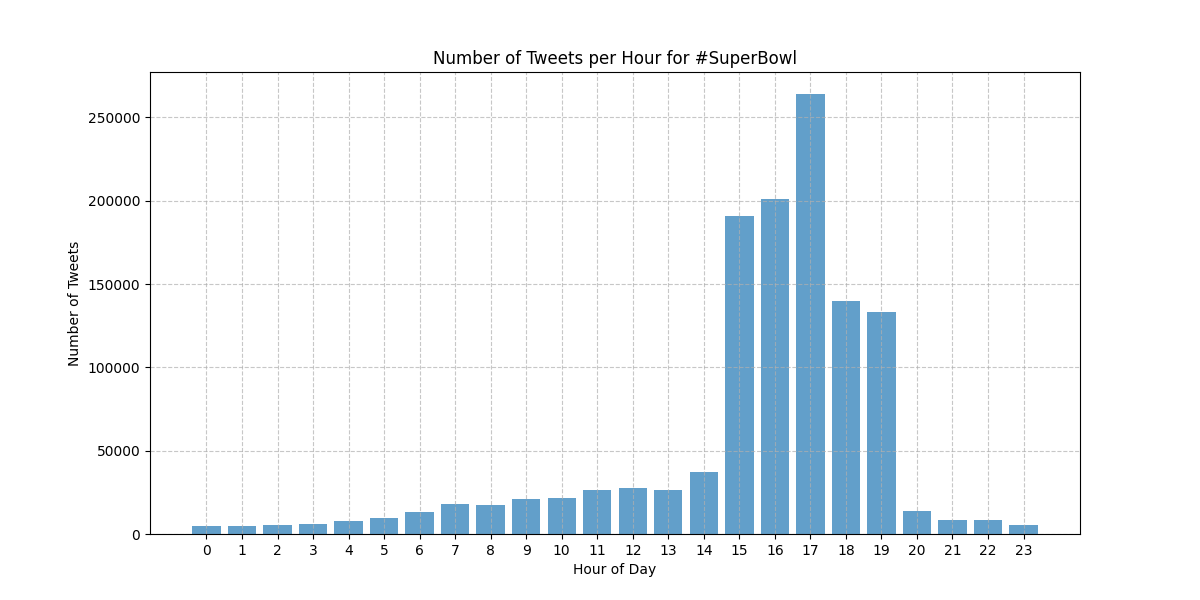 Number of Tweets per Hour for #SuperBowl
250000
200000
150000
100000
50000
0
Number of Tweets
0 1 2 3 4 5 6 7 8 9 10 11 12 13 14 15 16 17 18 19 20 21 22 23
Hour of Day